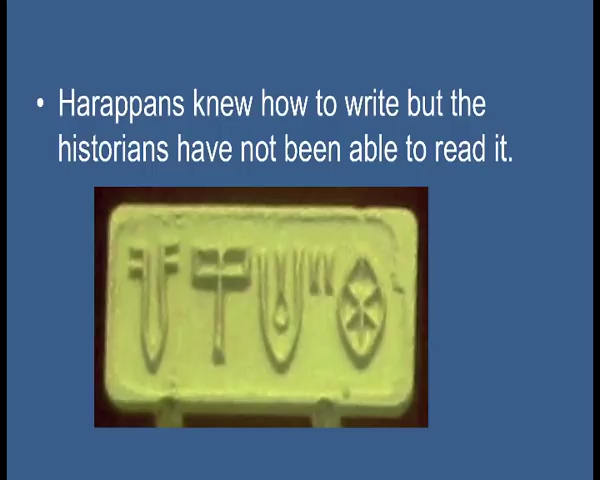 • Harappans knew how to write but the
historians have not been able to read it.